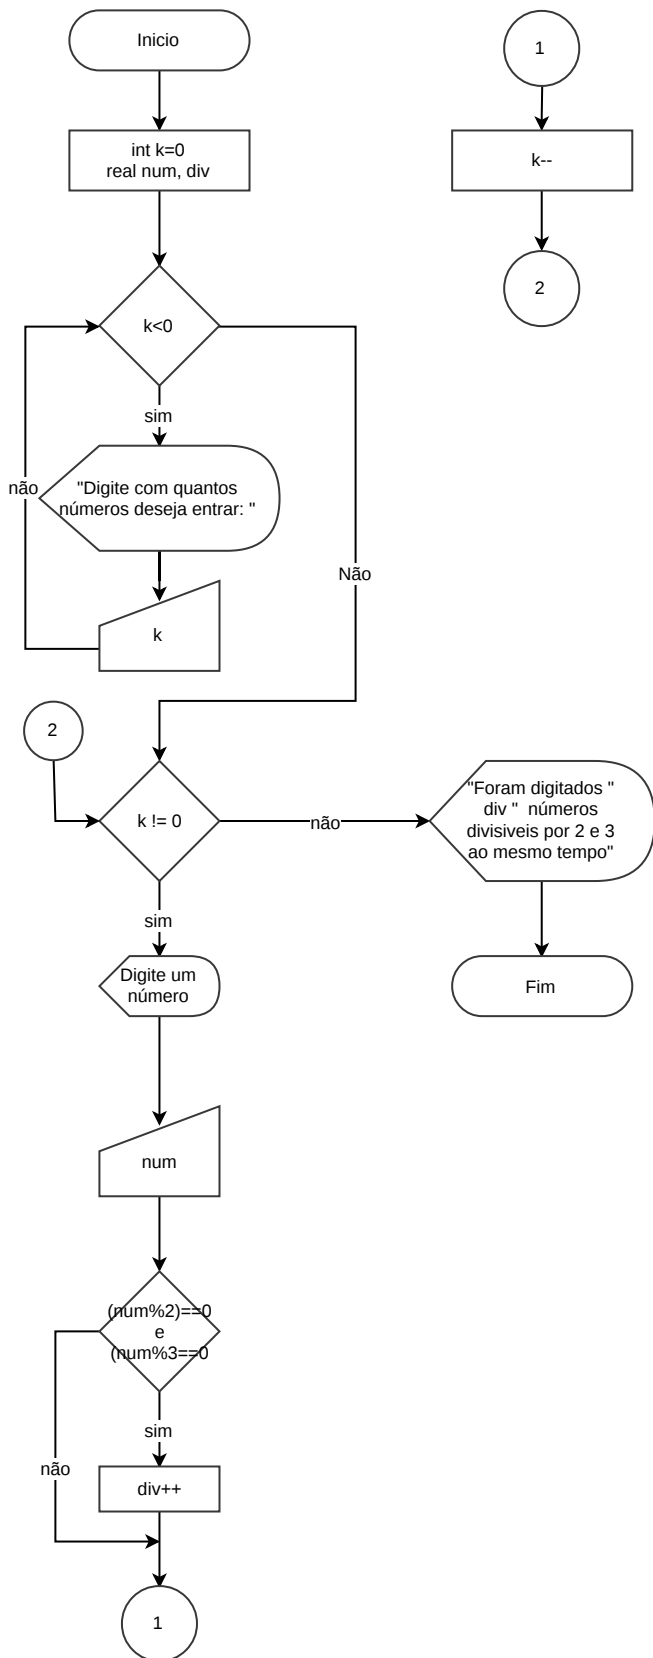 Inicio
int k=0
real num, div
k<0
sim
"Digite com quantos
números deseja entrar: "
não
k
Não
2
k != 0
não
"Foram digitados "
div "  números
divisiveis por 2 e 3
ao mesmo tempo"
Fim
sim
Digite um
número
num
(num%2)==0
e
(num%3==0
sim
não
div++
1
1
k--
2